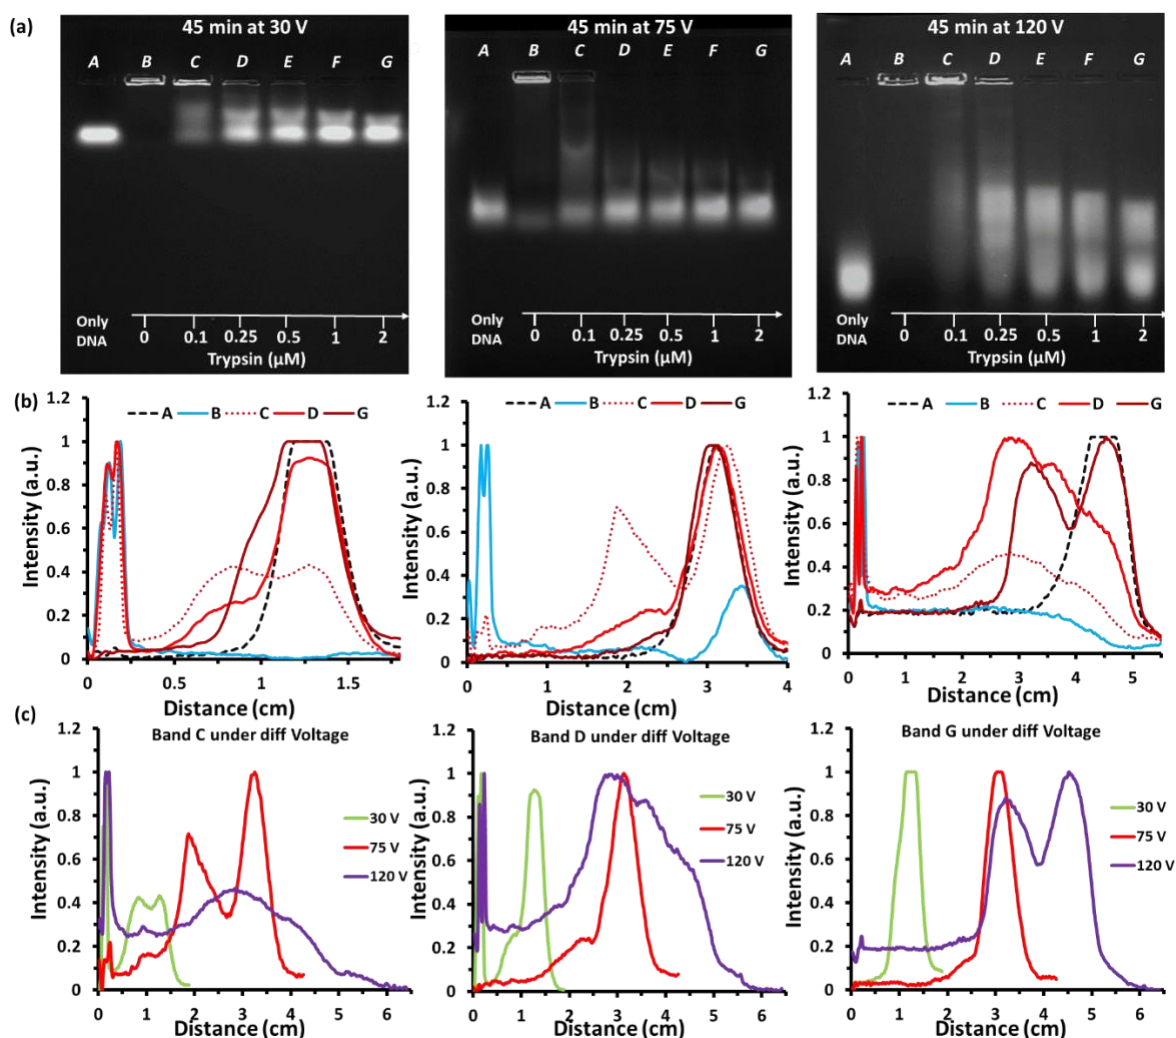 (a)
45 min at 30 V
A B C D E F G
Only
DNA
0 0.1 0.25 0.5 1 2
Trypsin (µM)
45 min at 75 V
A B C D E F G
Only
DNA
0 0.1 0.25 0.5 1 2
Trypsin (µM)
45 min at 120 V
A B C D E F G
Only
DNA
0 0.1 0.25 0.5 1 2
Trypsin (µM)
(b)
A B C D G
Intensity (a.u.)
1.2
1
0.8
0.6
0.4
0.2
0
0 0.5 1 1.5
Distance (cm)
A B C D G
Intensity (a.u.)
1.2
1
0.8
0.6
0.4
0.2
0
0 1 2 3 4
Distance (cm)
A B C D G
Intensity (a.u.)
1.2
1
0.8
0.6
0.4
0.2
0
0 1 2 3 4 5
Distance (cm)
(c)
Band C under diff Voltage
Intensity (a.u.)
1.2
1
0.8
0.6
0.4
0.2
0
30 V
75 V
120 V
0 1 2 3 4 5 6
Distance (cm)
Band D under diff Voltage
Intensity (a.u.)
1.2
1
0.8
0.6
0.4
0.2
0
30 V
75 V
120 V
0 1 2 3 4 5 6
Distance (cm)
Band G under diff Voltage
Intensity (a.u.)
1.2
1
0.8
0.6
0.4
0.2
0
30 V
75 V
120 V
0 1 2 3 4 5 6
Distance (cm)